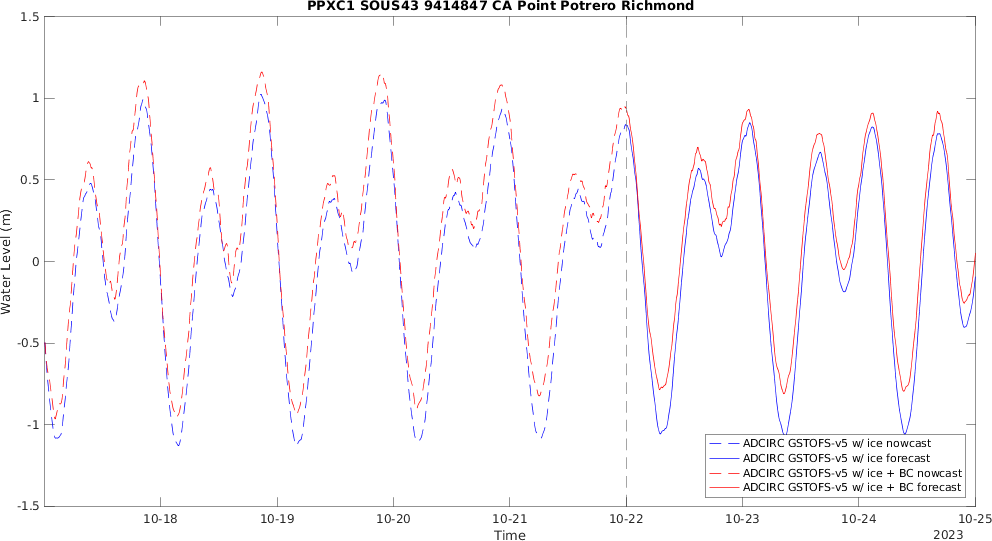 PPXC1 SOUS43 9414847 CA Point Potrero Richmond
1.5
1
0.5
0
-0.5
-1
-1.5
Water Level (m)
10-18
10-19
10-20
10-21
10-22
10-23
10-24
10-25
Time
2023
ADCIRC GSTOFS-v5 w/ ice nowcast
ADCIRC GSTOFS-v5 w/ ice forecast
ADCIRC GSTOFS-v5 w/ ice + BC nowcast
ADCIRC GSTOFS-v5 w/ ice + BC forecast